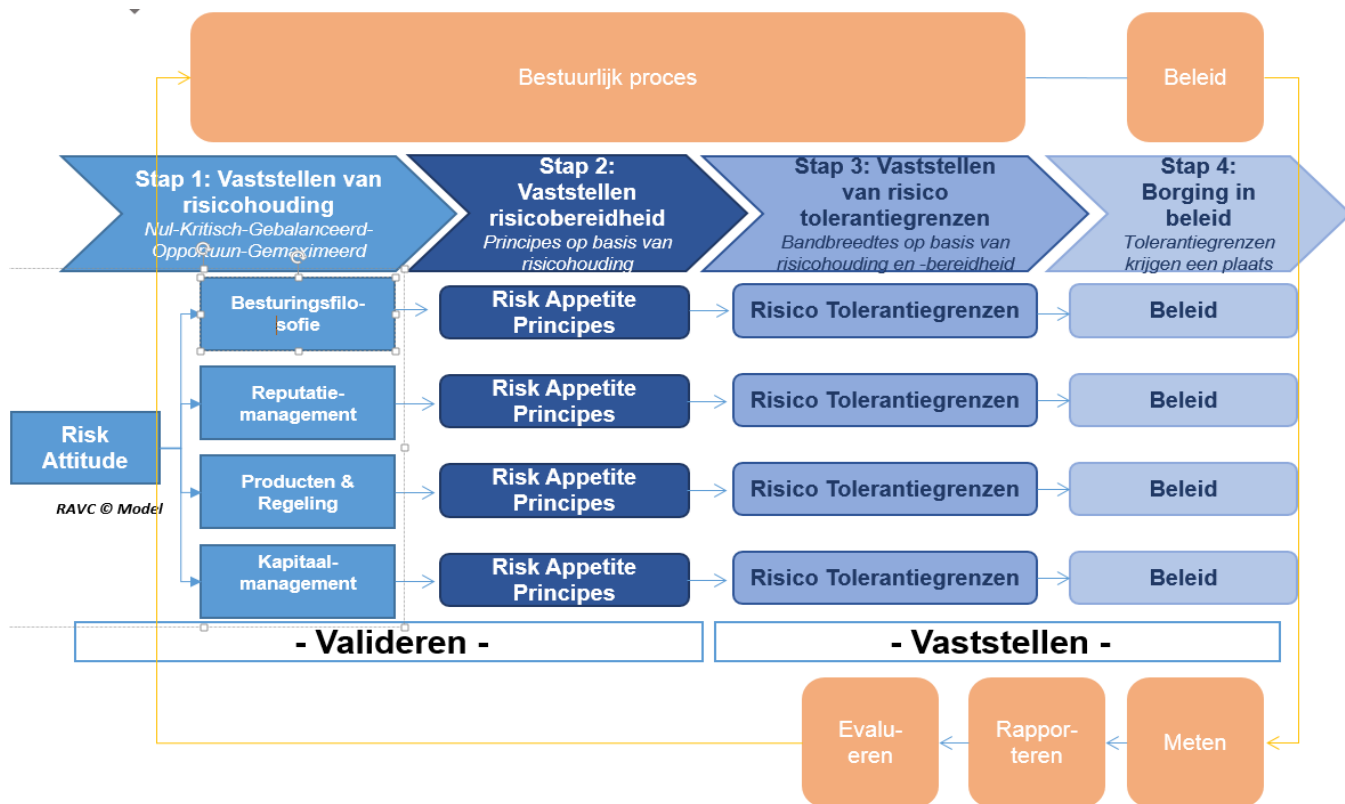 Bestuurlijk proces
Beleid
Stap 1: Vaststellen van
risicohouding
Nul-Kritisch-Gebalanceerd-
Opportuun-Gemaximeerd
Stap 2:
Vaststellen
risicobereidheid
Principes op basis van
risicohouding
Stap 3: Vaststellen
van risico
tolerantiegrenzen
Bandbreedtes op basis van
risicohouding en -bereidheid
Stap 4:
Borging in
beleid
Tolerantiegrenzen
krijgen een plaats
Risk
Attitude
RAVC © Model
Besturingsfilo-
sofie
Risk Appetite
Principes
Risico Tolerantiegrenzen
Beleid
Reputatie-
management
Risk Appetite
Principes
Risico Tolerantiegrenzen
Beleid
Producten &
Regeling
Risk Appetite
Principes
Risico Tolerantiegrenzen
Beleid
Kapitaal-
management
Risk Appetite
Principes
Risico Tolerantiegrenzen
Beleid
- Valideren -
- Vaststellen -
Evalu-
eren
Rappor-
teren
Meten